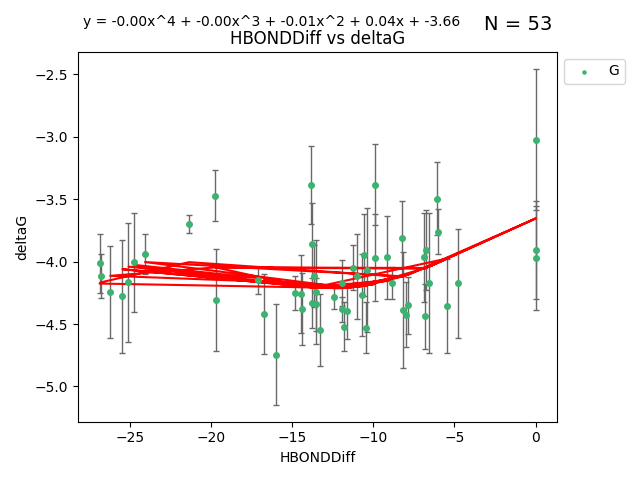 y = -0.00x^4 + -0.00x^3 + -0.01x^2 + 0.04x + -3.66
N = 53
HBONDDiff vs deltaG
G
deltaG
−2.5
−3.0
−3.5
−4.0
−4.5
−5.0
−25 −20 −15 −10 −5 0
HBONDDiff